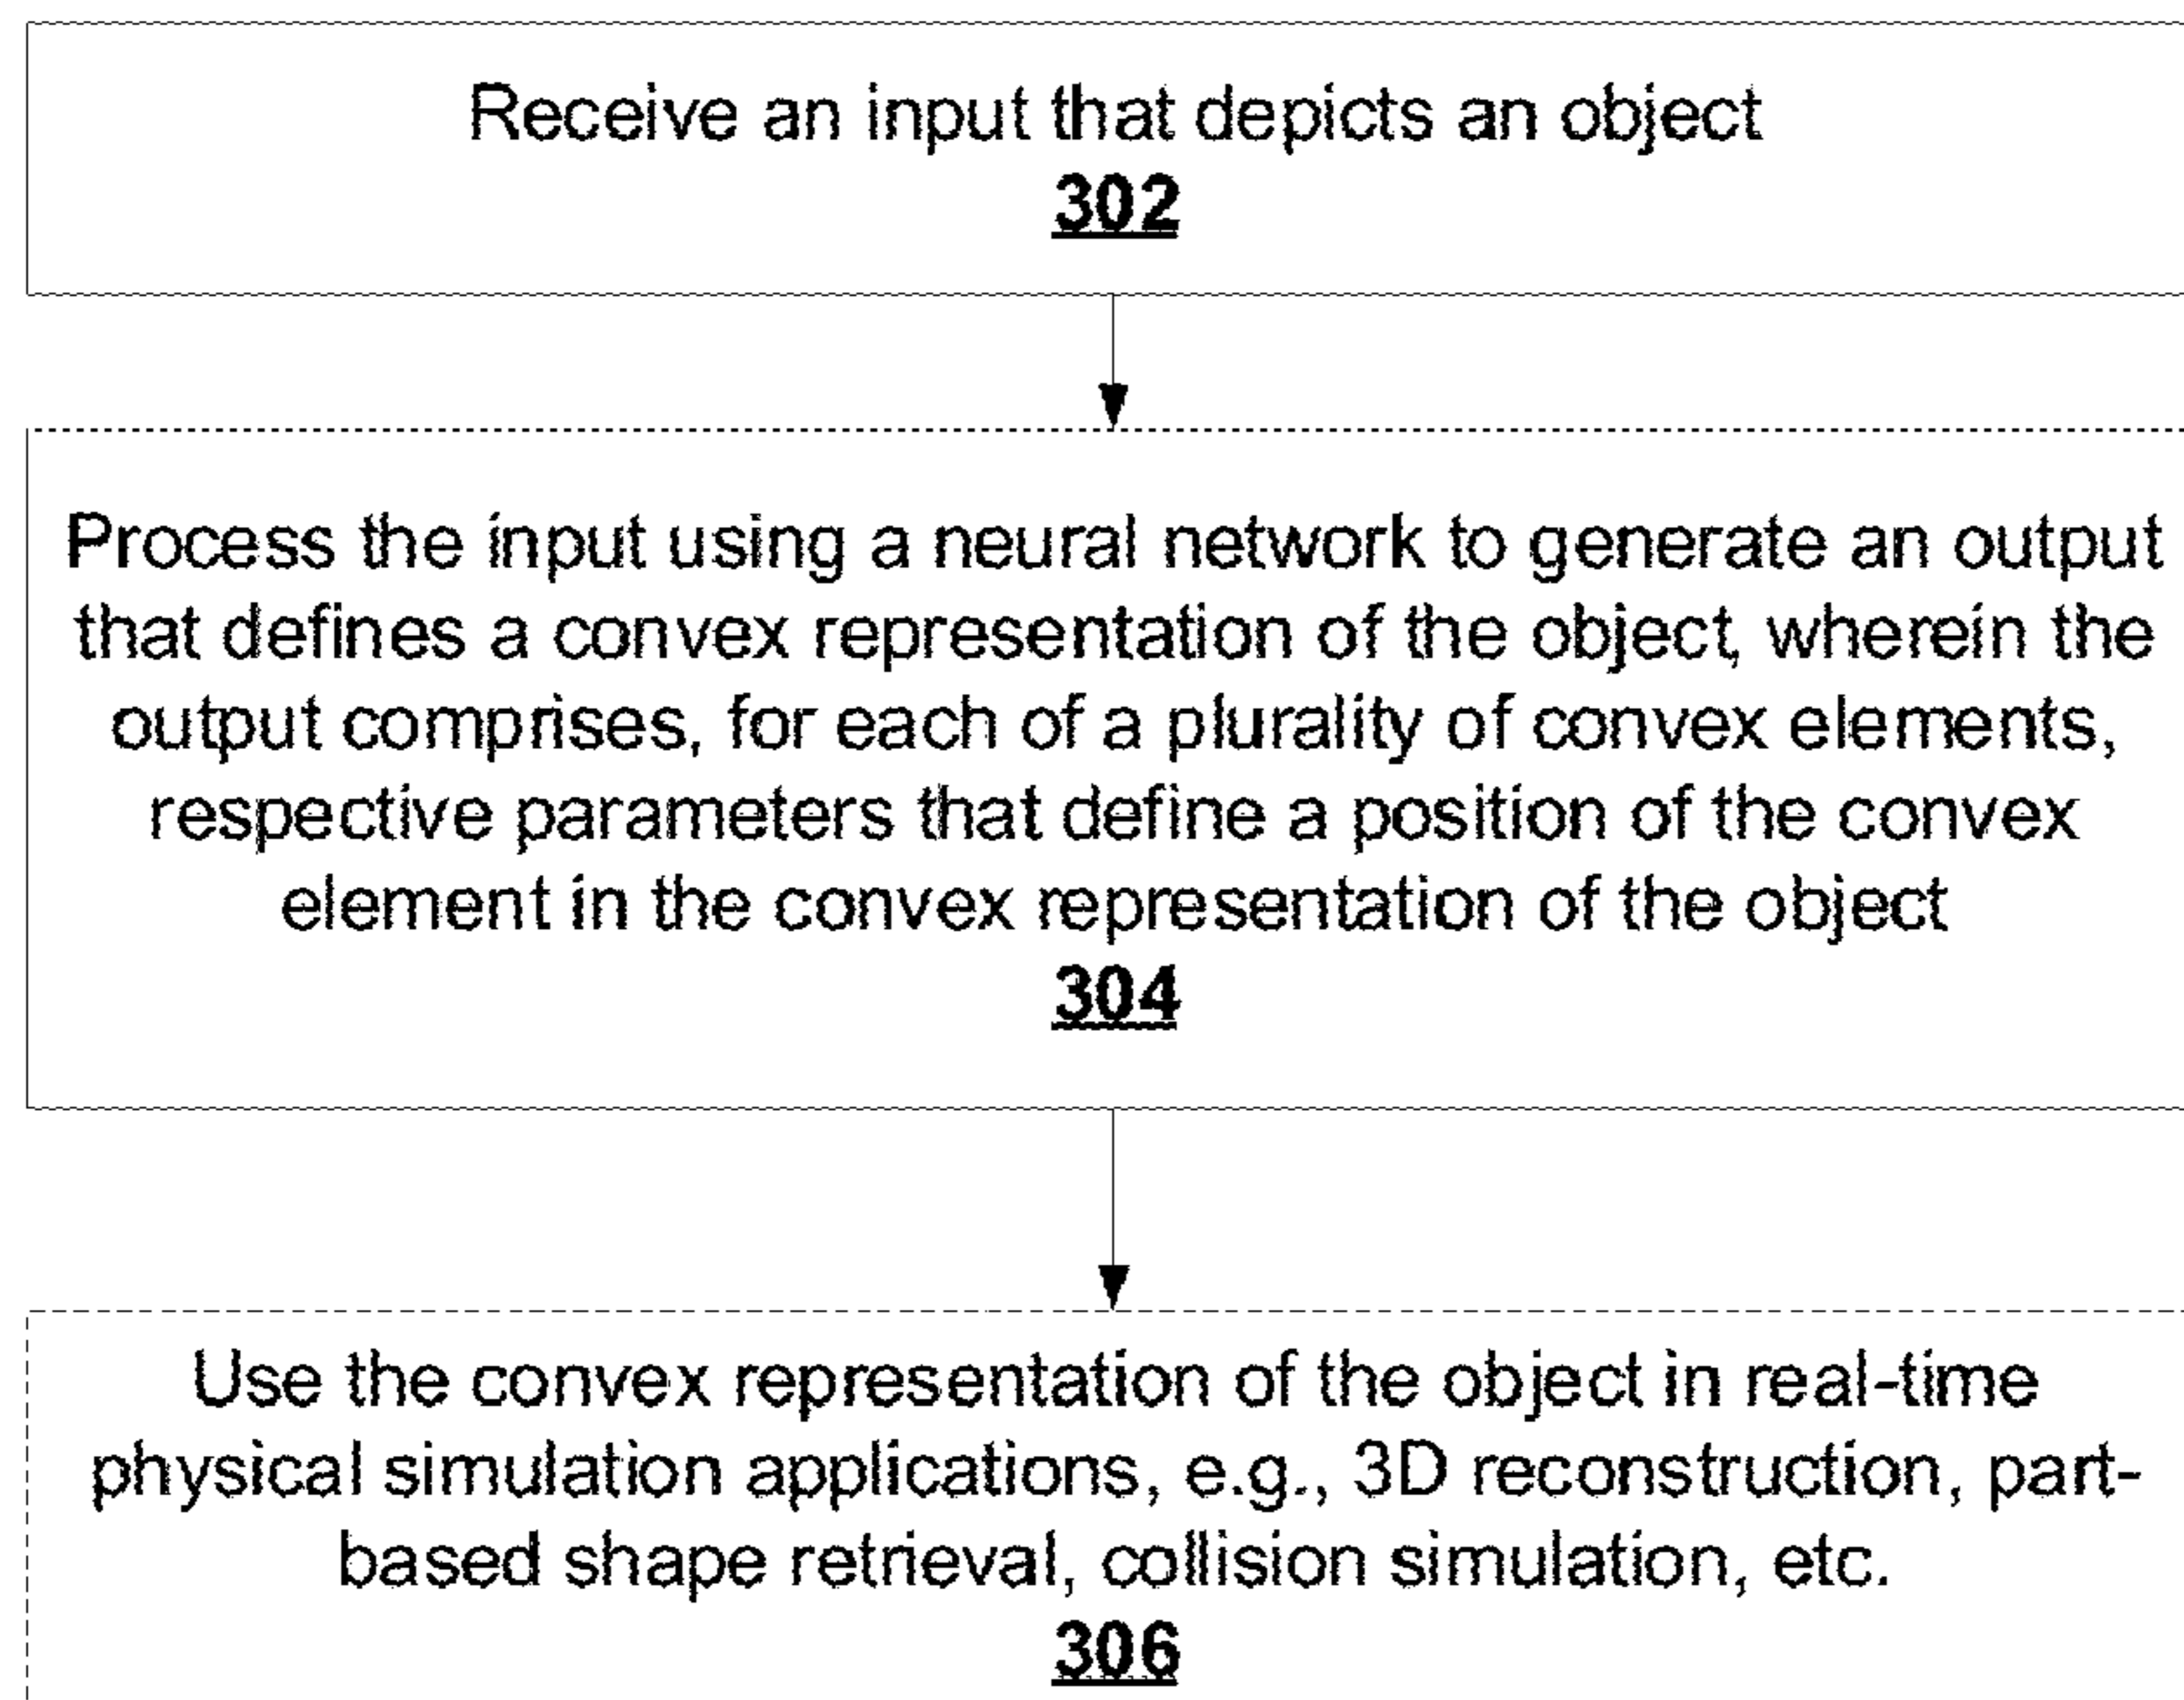 Receive an input that depicts an object
302
Process the input using a neural network to generate an output
that defines a convex representation of the object, wherein the
output comprises, for each of a plurality of convex elements,
respective parameters that define a position of the convex
element in the convex representation of the object
304
Use the convex representation of the object in real-time
physical simulation applications, e.g., 3D reconstruction, part-
based shape retrieval, collision simulation, etc.
306